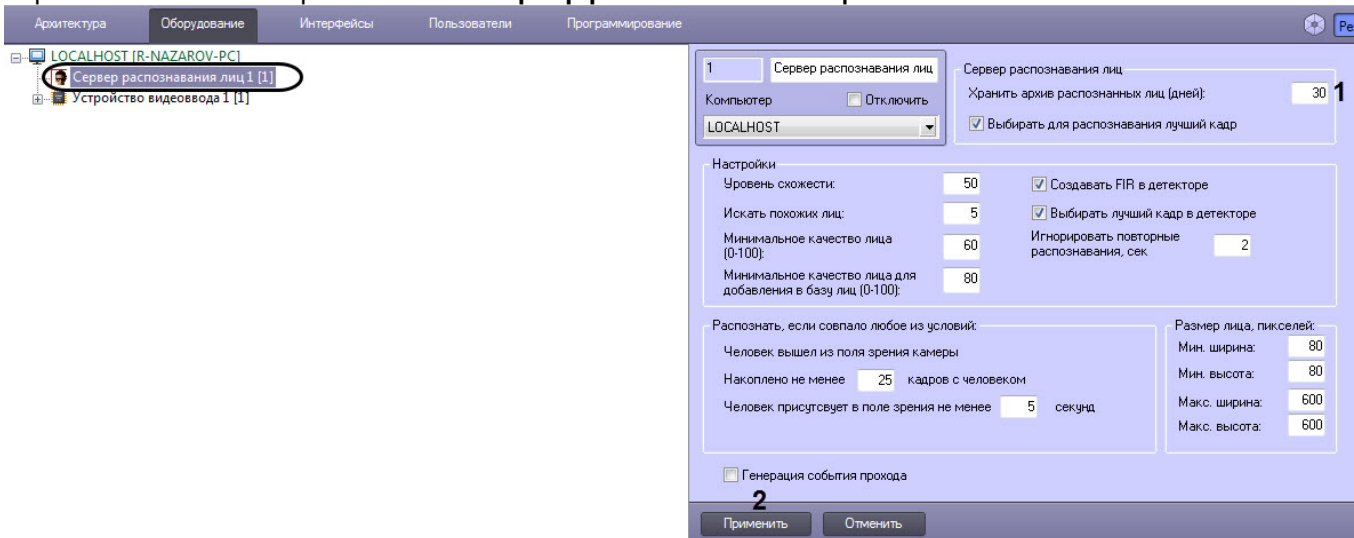 Архитектура Оборудование Интерфейсы Пользователи Программирование
LOCALHOST [R-NAZAROV-PC]
Сервер распознавания лиц 1 [1]
Устройство видеоввода 1 [1]
1 Сервер распознавания лиц
Компьютер Отключить
LOCALHOST
Сервер распознавания лиц
Хранить архив распознанных лиц (дней): 30 1
Выбирать для распознавания лучший кадр
Настройки
Уровень схожести: 50
Создавать FIR в детекторе
Искать похожих лиц: 5
Выбирать лучший кадр в детекторе
Минимальное качество лица
(0-100): 60
Игнорировать повторные
распознавания, сек 2
Минимальное качество лица для
добавления в базу лиц (0-100): 80
Распознать, если совпало любое из условий:
Человек вышел из поля зрения камеры
Накоплено не менее 25 кадров с человеком
Человек присутсвует в поле зрения не менее 5 секунд
Размер лица, пикселей:
Мин. ширина: 80
Мин. высота: 80
Макс. ширина: 600
Макс. высота: 600
Генерация события прохода
2
Применить Отменить